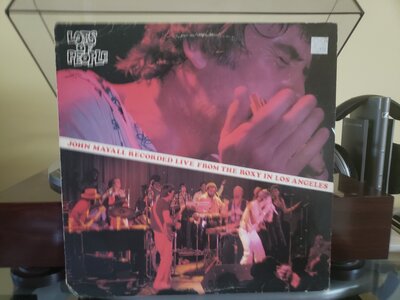 LOTS
OF
PEOPLE
JOHN MAYALL RECORDED LIVE FROM THE ROXY IN LOS ANGELES